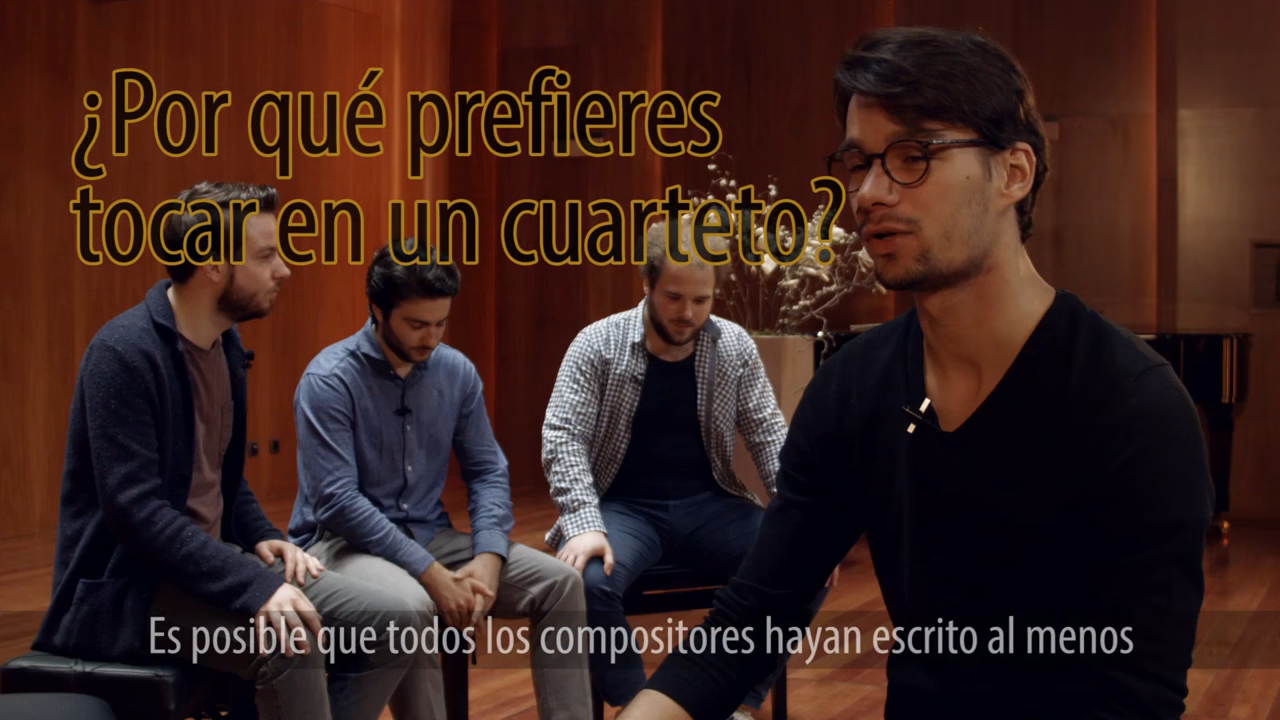 ¿Por qué prefieres
tocar en un cuarteto?
Es posible que todos los compositores hayan escrito al menos